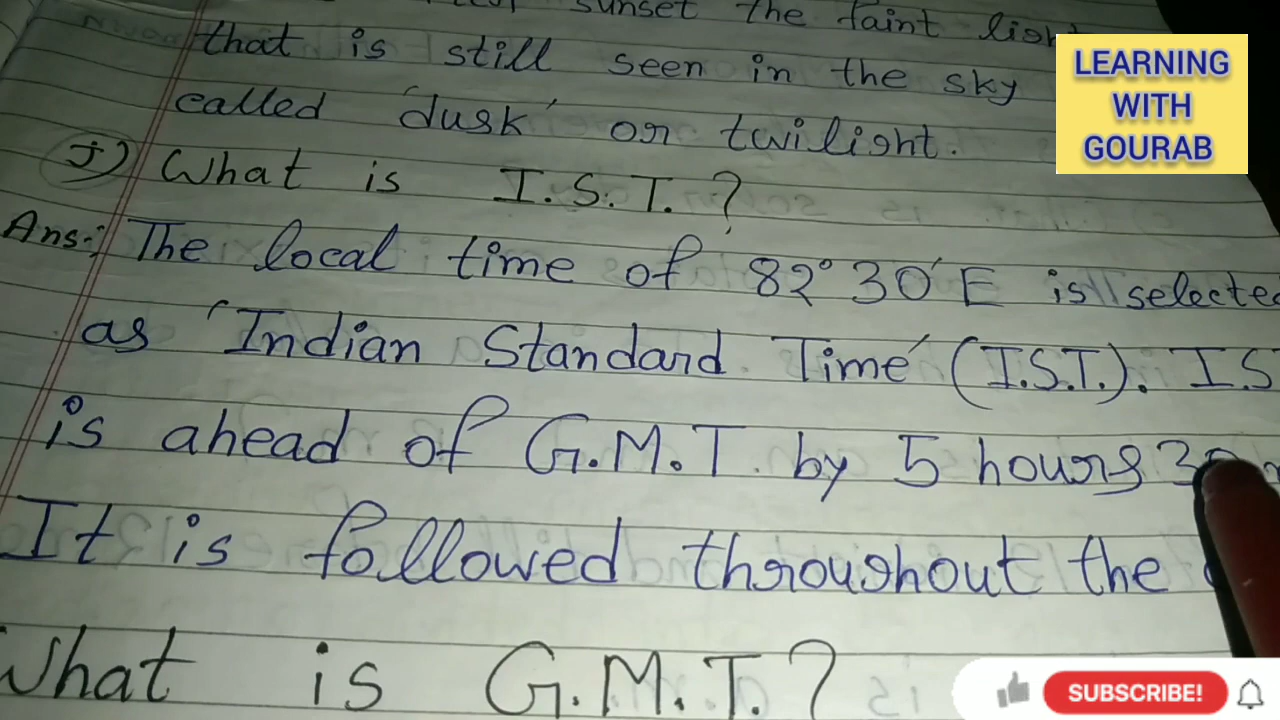 sunset the faint
that is still seen in the sky
called 'dusk' or twilight.
j) What is I.S.T.?
Ans:- The local time of 82°30'E is selected
as 'Indian Standard Time' (I.S.T.). I.S
is ahead of G.M.T. by 5 hours 30
It is followed throughout the
What is G.M.T.?
LEARNING
WITH
GOURAB
SUBSCRIBE!